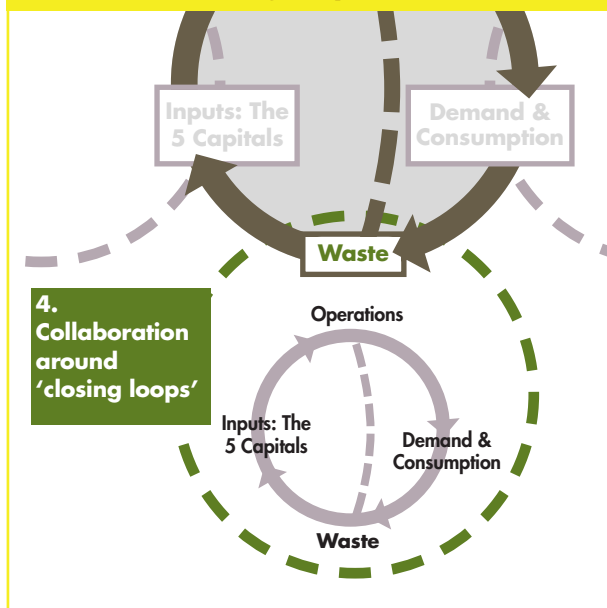 Inputs: The
5 Capitals
Demand &
Consumption
Waste
4.
Collaboration
around
‘closing loops’
Operations
Inputs: The
5 Capitals
Demand &
Consumption
Waste